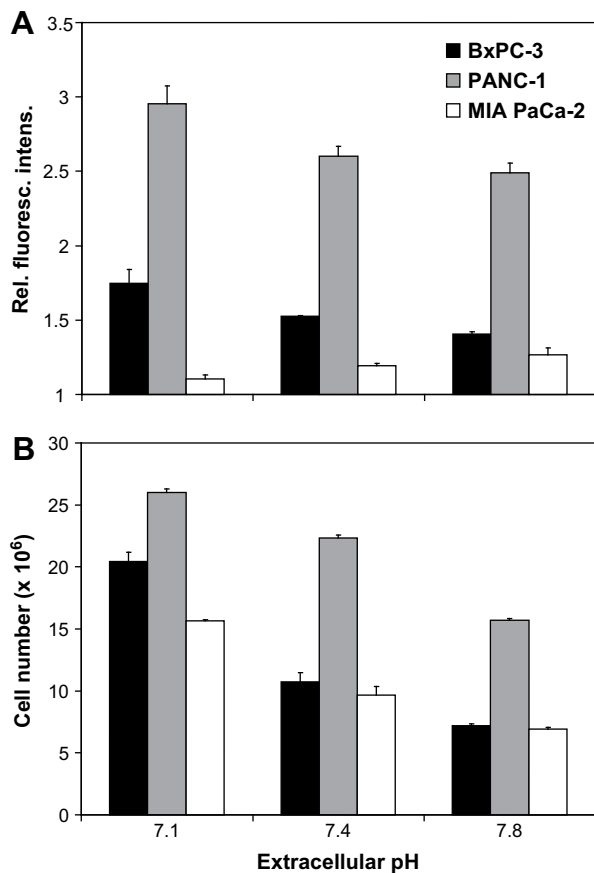 A
3.5
3
2.5
2
1.5
1
Rel. fluoresc. intens.
BxPC-3
PANC-1
MIA PaCa-2
B
30
25
20
15
10
5
0
Cell number (x 10⁶)
7.1 7.4 7.8
Extracellular pH